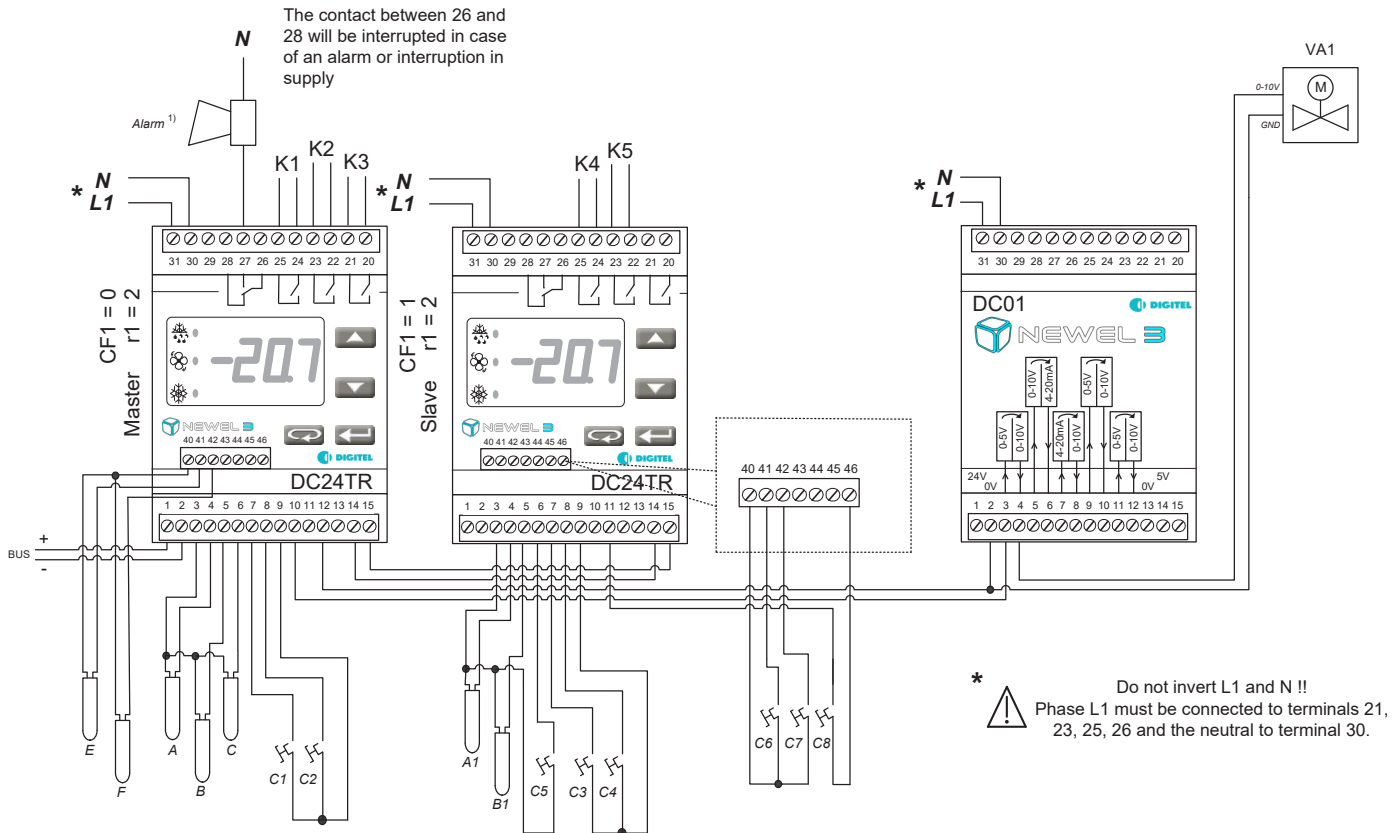 The contact between 26 and
28 will be interrupted in case
of an alarm or interruption in
supply
N
Alarm 1)
K1
K2
K3
* N
L1
31 30 29 28 27 26 25 24 23 22 21 20
CF1 = 0
Master r1 = 2
-20.7
NEWEL 3
40 41 42 43 44 45 46
DIGITEL
DC24TR
1 2 3 4 5 6 7 8 9 10 11 12 13 14 15
BUS
+
-
E
F
A
B
C
C1
C2
* N
L1
K4
K5
31 30 29 28 27 26 25 24 23 22 21 20
CF1 = 1
Slave r1 = 2
-20.7
NEWEL 3
40 41 42 43 44 45 46
DIGITEL
DC24TR
1 2 3 4 5 6 7 8 9 10 11 12 13 14 15
A1
B1
C5
C3
C4
40 41 42 43 44 45 46
C6
C7
C8
* N
L1
31 30 29 28 27 26 25 24 23 22 21 20
DC01
DIGITEL
NEWEL 3
0-10V
4-20mA
0-5V
0-10V
0-5V
0-10V
4-20mA
0-10V
0-5V
0-10V
24V
0V
0V
5V
1 2 3 4 5 6 7 8 9 10 11 12 13 14 15
VA1
0-10V
M
GND
*
Do not invert L1 and N !!
Phase L1 must be connected to terminals 21,
23, 25, 26 and the neutral to terminal 30.